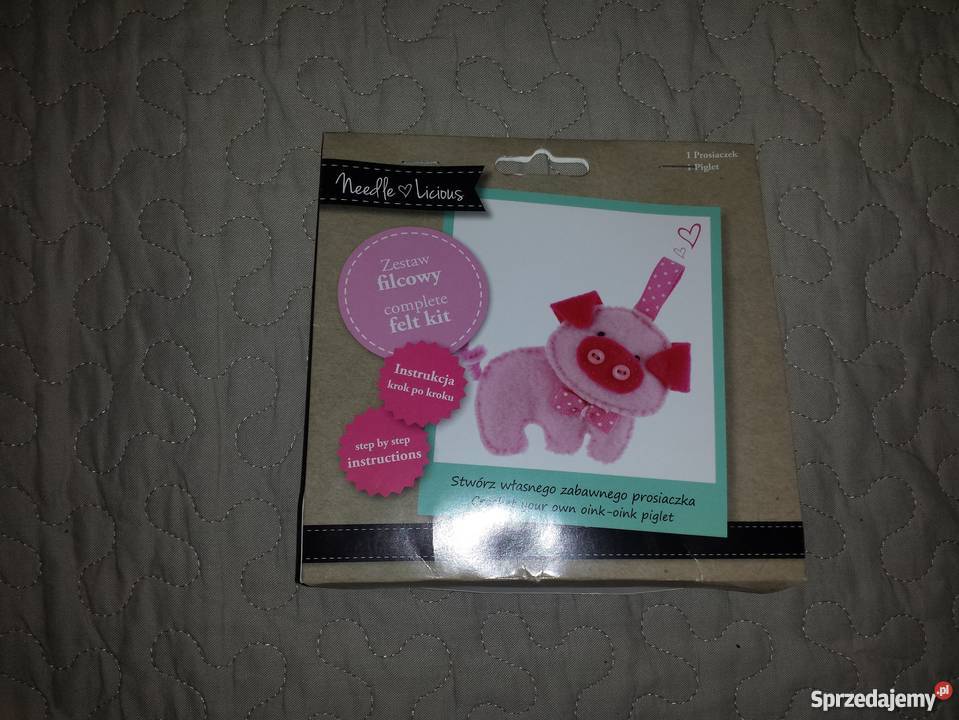 1 Prosiaczek
Piglet
Needle Licious
Zestaw
filcowy
complete
felt kit
Instrukcja
krok po kroku
step by step
instructions
Stwórz własnego zabawnego prosiaczka
your own oink-oink piglet
Sprzedajemy.pl